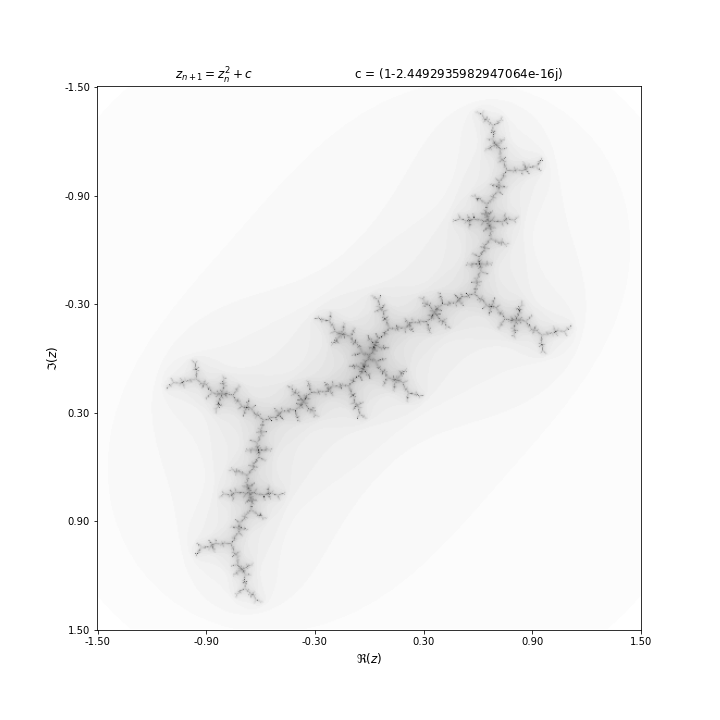 z_{n+1} = z_n^2 + c c = (1-2.4492935982947064e-16j)
-1.50
-0.90
-0.30
0.30
0.90
1.50
ℑ(z)
-1.50 -0.90 -0.30 0.30 0.90 1.50
ℜ(z)